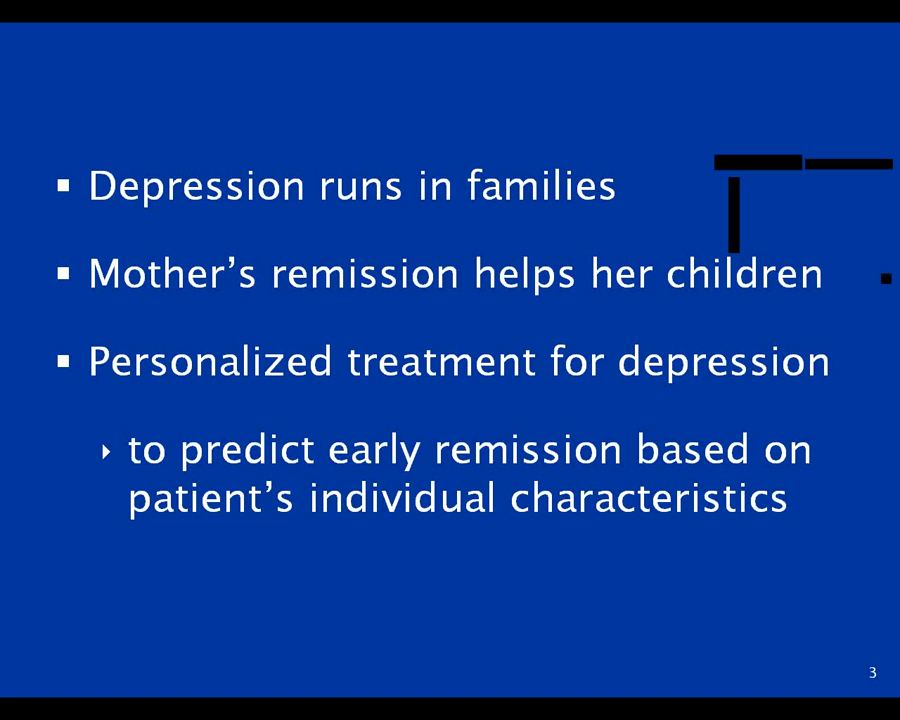 ▪ Depression runs in families
▪ Mother’s remission helps her children
▪ Personalized treatment for depression
‣ to predict early remission based on
patient’s individual characteristics
3